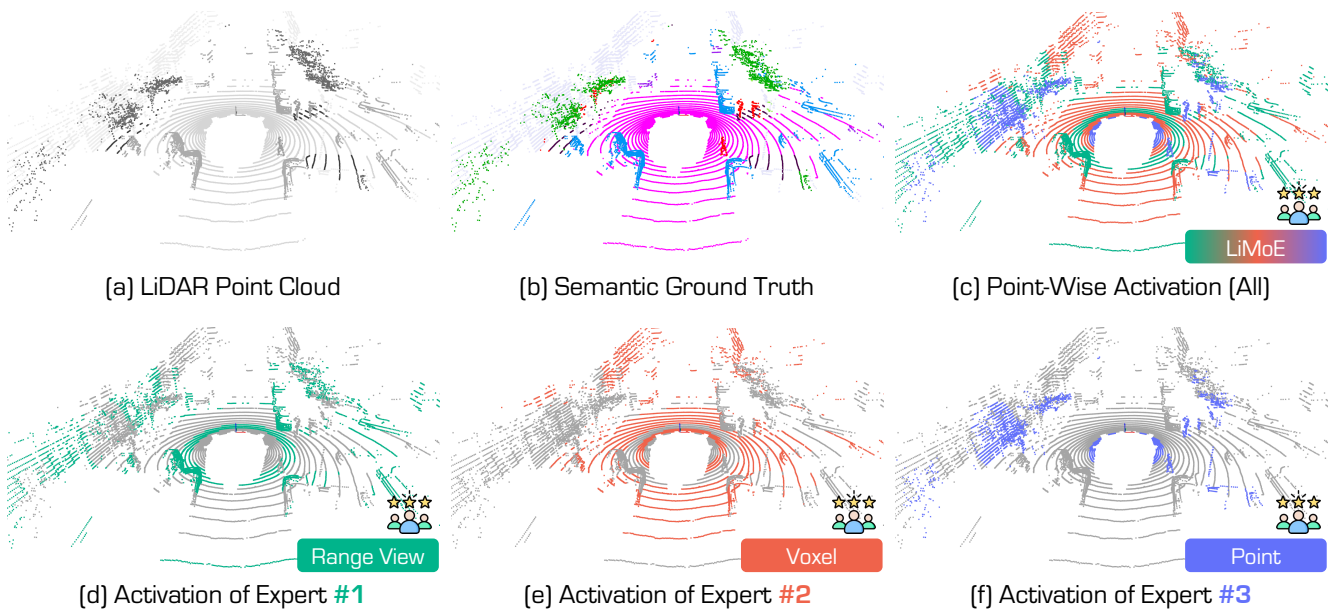 LiMoE
(a) LiDAR Point Cloud
(b) Semantic Ground Truth
(c) Point-Wise Activation (All)
Range View
Voxel
Point
(d) Activation of Expert #1
(e) Activation of Expert #2
(f) Activation of Expert #3